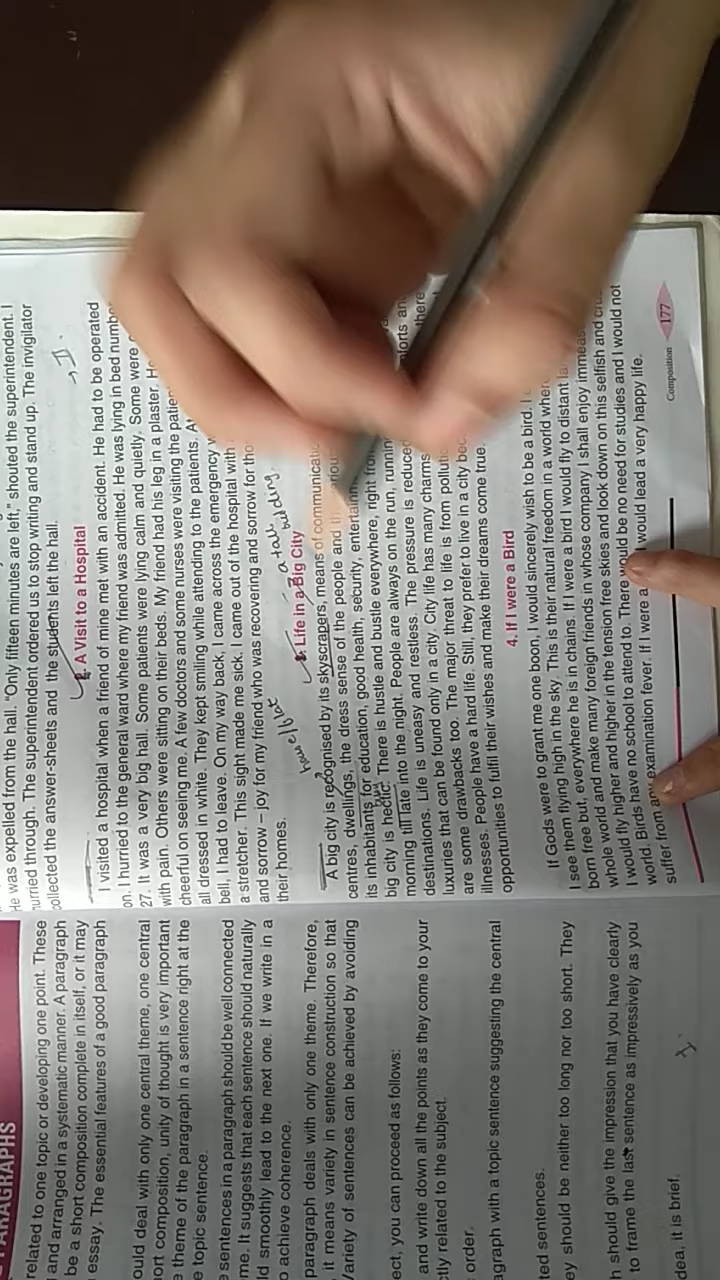 PARAGRAPHS
related to one topic or developing one point. These
and arranged in a systematic manner. A paragraph
be a short composition complete in itself, or it may
essay. The essential features of a good paragraph
ould deal with only one central theme, one central
ort composition, unity of thought is very important
theme of the paragraph in a sentence right at the
topic sentence.
sentences in a paragraph should be well connected
me. It suggests that each sentence should naturally
ld smoothly lead to the next one. If we write in a
o achieve coherence.
paragraph deals with only one theme. Therefore,
it means variety in sentence construction so that
Variety of sentences can be achieved by avoiding
ect, you can proceed as follows:
and write down all the points as they come to your
ctly related to the subject.
order.
agraph with a topic sentence suggesting the central
ted sentences.
ey should be neither too long nor too short. They
should give the impression that you have clearly
to frame the last sentence as impressively as you
dea, it is brief.
He was expelled from the hall. "Only fifteen minutes are left," shouted the superintendent. I
hurried through. The superintendent ordered us to stop writing and stand up. The invigilator
collected the answer-sheets and the students left the hall.
→ II.
2. A Visit to a Hospital
I visited a hospital when a friend of mine met with an accident. He had to be operated
on. I hurried to the general ward where my friend was admitted. He was lying in bed number
27. It was a very big hall. Some patients were lying calm and quietly. Some were
with pain. Others were sitting on their beds. My friend had his leg in a plaster. He
cheerful on seeing me. A few doctors and some nurses were visiting the patien
all dressed in white. They kept smiling while attending to the patients. A
bell, I had to leave. On my way back, I came across the emergency w
a stretcher. This sight made me sick. I came out of the hospital with
and sorrow – joy for my friend who was recovering and sorrow for tho
their homes.
house/blat
a tall building.
3. Life in a Big City
A big city is recognised by its skyscrapers, means of communicatio
centres, dwellings, the dress sense of the people and th rious
its inhabitants for education, good health, security, entertainm
big city is hectic. There is hustle and bustle everywhere, right from
morning till late into the night. People are always on the run, running
destinations. Life is uneasy and restless. The pressure is reduced orts an
luxuries that can be found only in a city. City life has many charms there
are some drawbacks too. The major threat to life is from polluti
illnesses. People have a hard life. Still, they prefer to live in a city bec
opportunities to fulfil their wishes and make their dreams come true.
4. If I were a Bird
If Gods were to grant me one boon, I would sincerely wish to be a bird. I
see them flying high in the sky. This is their natural freedom in a world wher
born free but, everywhere he is in chains. If I were a bird I would fly to distant la
whole world and make many foreign friends in whose company I shall enjoy immeas
I would fly higher and higher in the tension free skies and look down on this selfish and cru
world. Birds have no school to attend to. There would be no need for studies and I would not
suffer from any examination fever. If I were a would lead a very happy life.
Composition 177